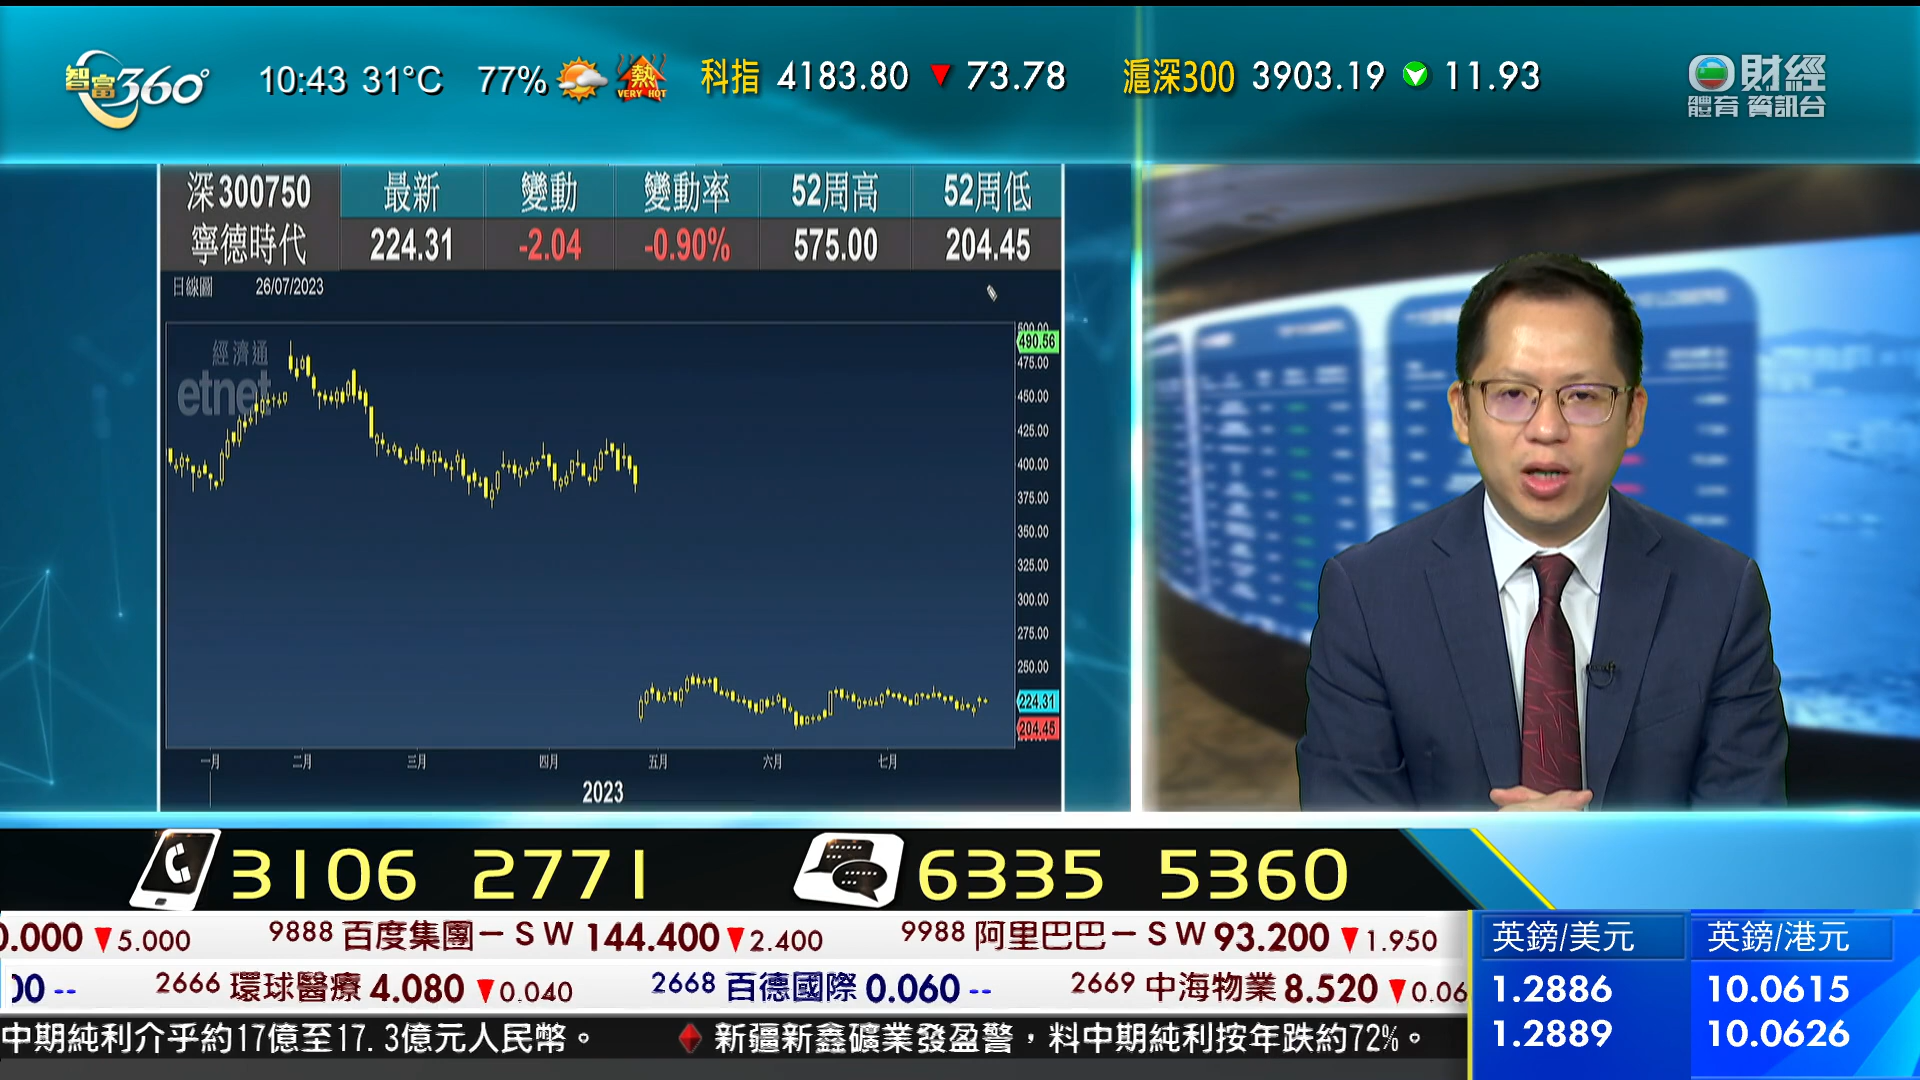 智富360°
10:43 31°C 77% 熱 VERY HOT 科指 4183.80 ▼ 73.78 滬深300 3903.19 11.93
財經
體育 資訊台
深300750 最新 變動 變動率 52周高 52周低
寧德時代 224.31 -2.04 -0.90% 575.00 204.45
日線圖 26/07/2023
經濟通
etnet
500.00
490.56
475.00
450.00
425.00
400.00
375.00
350.00
325.00
300.00
275.00
250.00
224.31
204.45
一月 二月 三月 四月 五月 六月 七月
2023
3106 2771 6335 5360
0.000 ▼5.000 9888 百度集團－ＳＷ 144.400 ▼2.400 9988 阿里巴巴－ＳＷ 93.200 ▼1.950
00 -- 2666 環球醫療 4.080 ▼0.040 2668 百德國際 0.060 -- 2669 中海物業 8.520 ▼0.06
中期純利介乎約17億至17.3億元人民幣。 新疆新鑫礦業發盈警，料中期純利按年跌約72%。
英鎊/美元 英鎊/港元
1.2886 10.0615
1.2889 10.0626